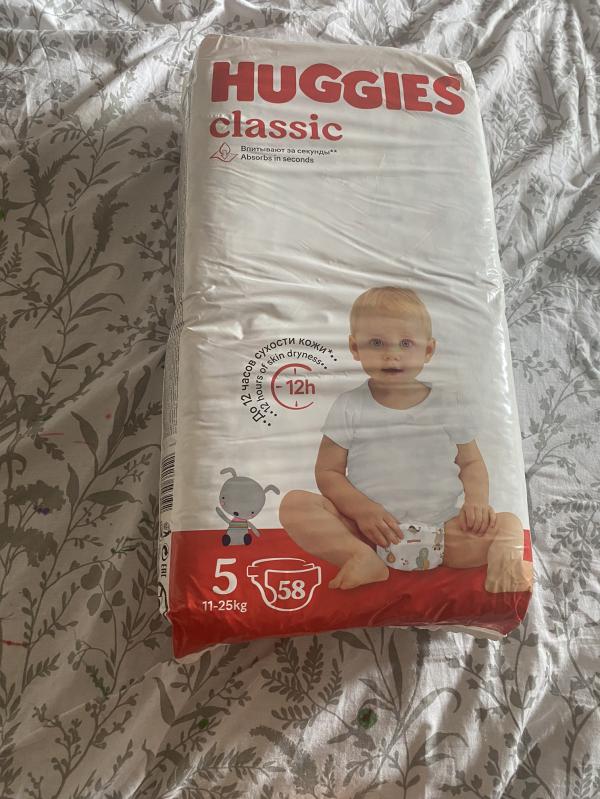 HUGGIES
classic
Впитывают за секунды**
Absorbs in seconds
До 12 часов сухости кожи*
12 hours of skin dryness
12h
5
58
11-25kg
EAC